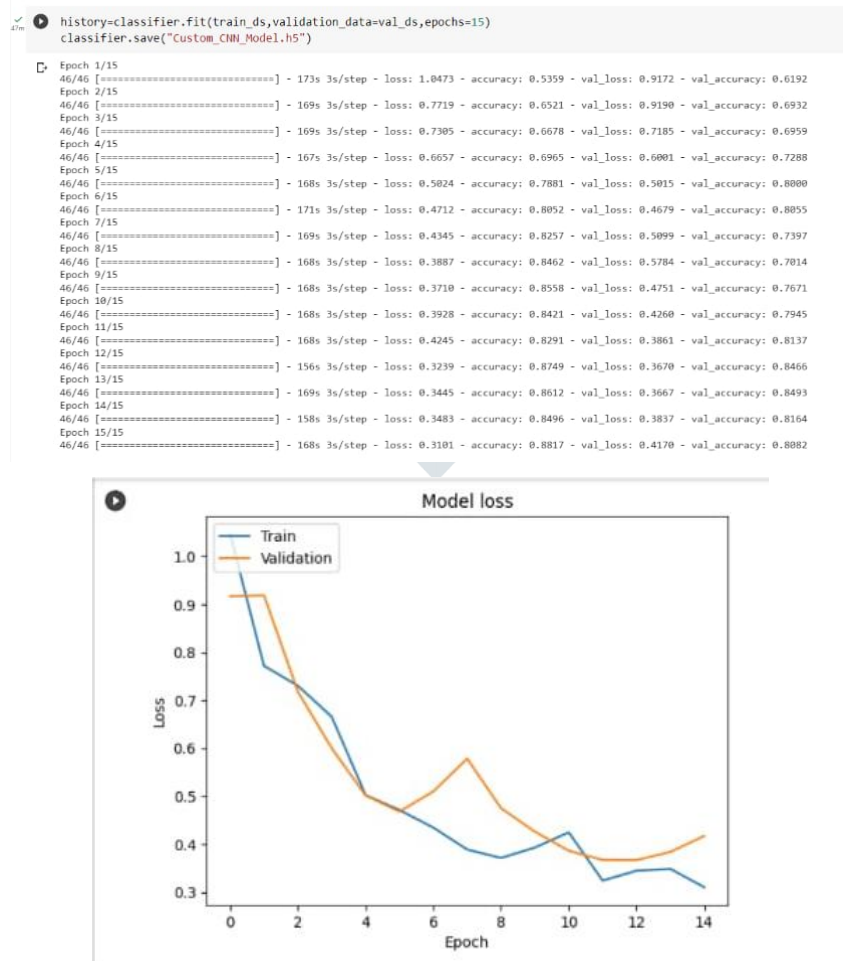 history=classifier.fit(train_ds,validation_data=val_ds,epochs=15)
classifier.save("Custom_CNN_Model.h5")
47m
Epoch 1/15
46/46 [==============================] - 173s 3s/step - loss: 1.0473 - accuracy: 0.5359 - val_loss: 0.9172 - val_accuracy: 0.6192
Epoch 2/15
46/46 [==============================] - 169s 3s/step - loss: 0.7719 - accuracy: 0.6521 - val_loss: 0.9190 - val_accuracy: 0.6932
Epoch 3/15
46/46 [==============================] - 169s 3s/step - loss: 0.7305 - accuracy: 0.6678 - val_loss: 0.7185 - val_accuracy: 0.6959
Epoch 4/15
46/46 [==============================] - 167s 3s/step - loss: 0.6657 - accuracy: 0.6965 - val_loss: 0.6001 - val_accuracy: 0.7288
Epoch 5/15
46/46 [==============================] - 168s 3s/step - loss: 0.5024 - accuracy: 0.7881 - val_loss: 0.5015 - val_accuracy: 0.8000
Epoch 6/15
46/46 [==============================] - 171s 3s/step - loss: 0.4712 - accuracy: 0.8052 - val_loss: 0.4679 - val_accuracy: 0.8055
Epoch 7/15
46/46 [==============================] - 169s 3s/step - loss: 0.4345 - accuracy: 0.8257 - val_loss: 0.5099 - val_accuracy: 0.7397
Epoch 8/15
46/46 [==============================] - 168s 3s/step - loss: 0.3887 - accuracy: 0.8462 - val_loss: 0.5784 - val_accuracy: 0.7014
Epoch 9/15
46/46 [==============================] - 168s 3s/step - loss: 0.3710 - accuracy: 0.8558 - val_loss: 0.4751 - val_accuracy: 0.7671
Epoch 10/15
46/46 [==============================] - 168s 3s/step - loss: 0.3928 - accuracy: 0.8421 - val_loss: 0.4260 - val_accuracy: 0.7945
Epoch 11/15
46/46 [==============================] - 168s 3s/step - loss: 0.4245 - accuracy: 0.8291 - val_loss: 0.3861 - val_accuracy: 0.8137
Epoch 12/15
46/46 [==============================] - 156s 3s/step - loss: 0.3239 - accuracy: 0.8749 - val_loss: 0.3670 - val_accuracy: 0.8466
Epoch 13/15
46/46 [==============================] - 169s 3s/step - loss: 0.3445 - accuracy: 0.8612 - val_loss: 0.3667 - val_accuracy: 0.8493
Epoch 14/15
46/46 [==============================] - 158s 3s/step - loss: 0.3483 - accuracy: 0.8496 - val_loss: 0.3837 - val_accuracy: 0.8164
Epoch 15/15
46/46 [==============================] - 168s 3s/step - loss: 0.3101 - accuracy: 0.8817 - val_loss: 0.4170 - val_accuracy: 0.8082
Model loss
Train
Validation
1.0
0.9
0.8
0.7
0.6
0.5
0.4
0.3
Loss
0 2 4 6 8 10 12 14
Epoch